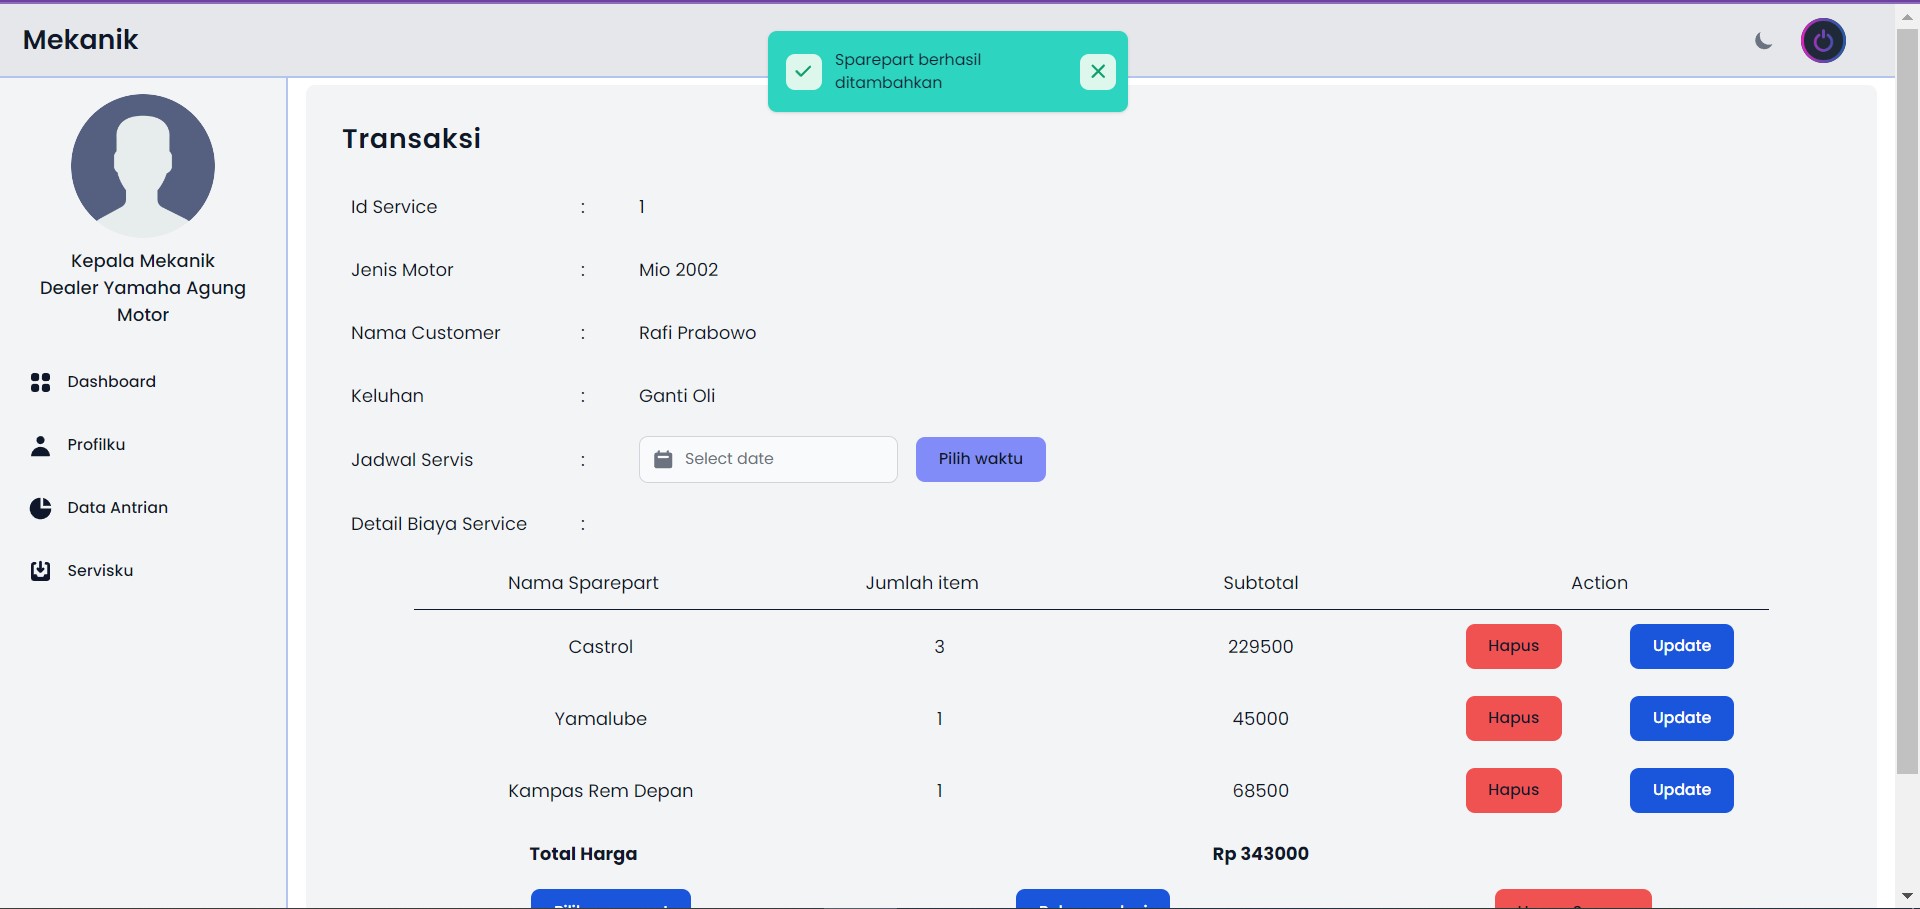 Mekanik
Sparepart berhasil
ditambahkan
Kepala Mekanik
Dealer Yamaha Agung
Motor
Dashboard
Profilku
Data Antrian
Servisku
Transaksi
Id Service : 1
Jenis Motor : Mio 2002
Nama Customer : Rafi Prabowo
Keluhan : Ganti Oli
Jadwal Servis : Select date Pilih waktu
Detail Biaya Service :
Nama Sparepart Jumlah item Subtotal Action
Castrol 3 229500 Hapus Update
Yamalube 1 45000 Hapus Update
Kampas Rem Depan 1 68500 Hapus Update
Total Harga Rp 343000